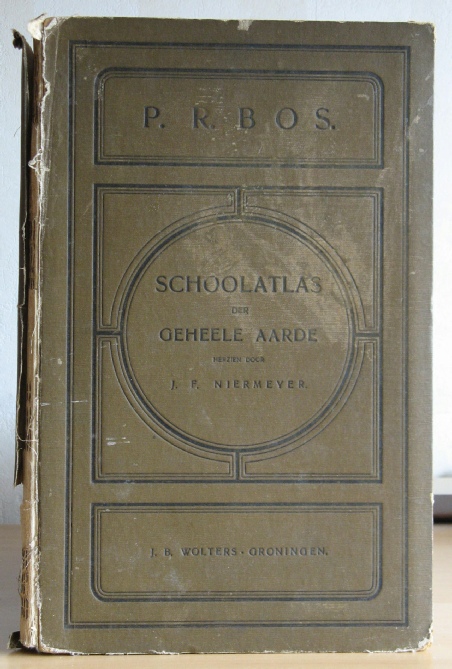 P. R. BOS.
SCHOOLATLAS
DER
GEHEELE AARDE
HERZIEN DOOR
J. F. NIERMEYER.
J. B. WOLTERS · GRONINGEN.